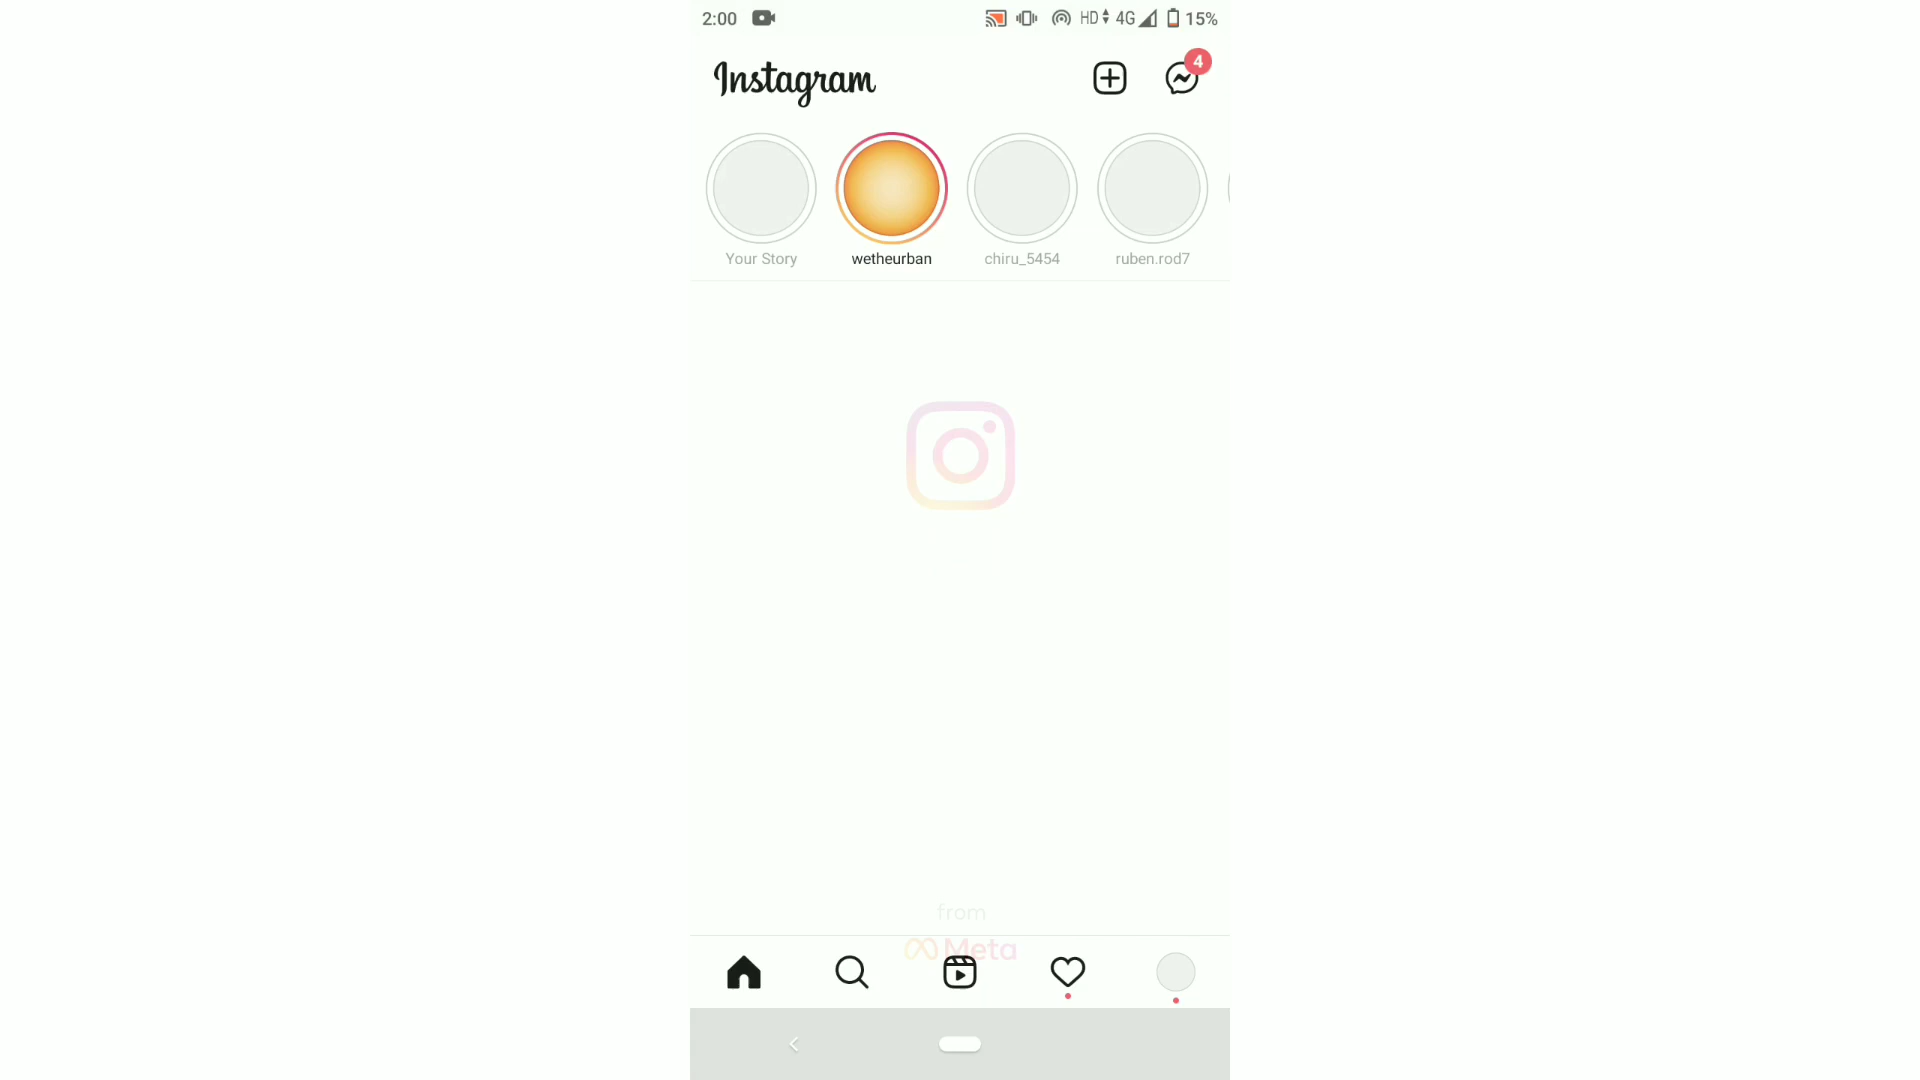 2:00 HD 4G 15%
Instagram 4
Your Story wetheurban chiru_5454 ruben.rod7
from
Meta